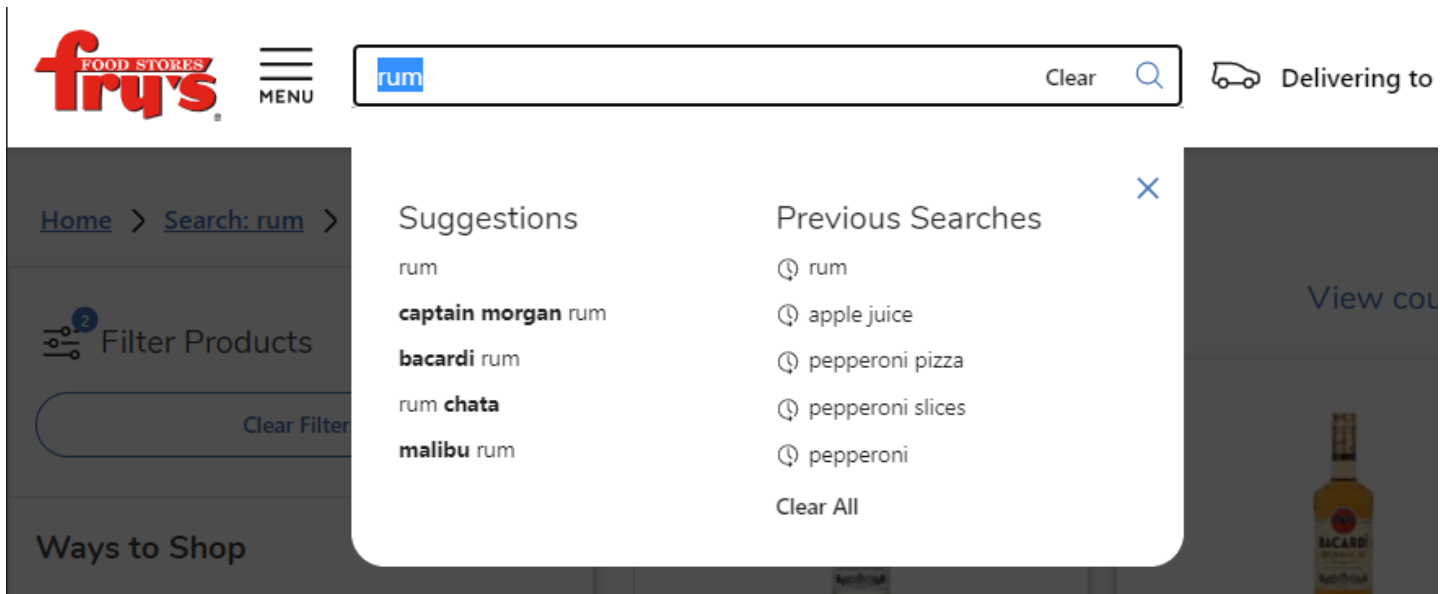 FOOD STORES
fry's
MENU
rum
Clear
Delivering to
Home
Search: rum
Suggestions
rum
captain morgan rum
bacardi rum
rum chata
malibu rum
Previous Searches
rum
apple juice
pepperoni pizza
pepperoni slices
pepperoni
Clear All
2
Filter Products
Clear Filter
Ways to Shop
View cou
BACARDI